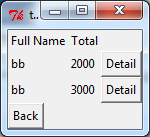 t...
Full Name Total
bb 2000 Detail
bb 3000 Detail
Back